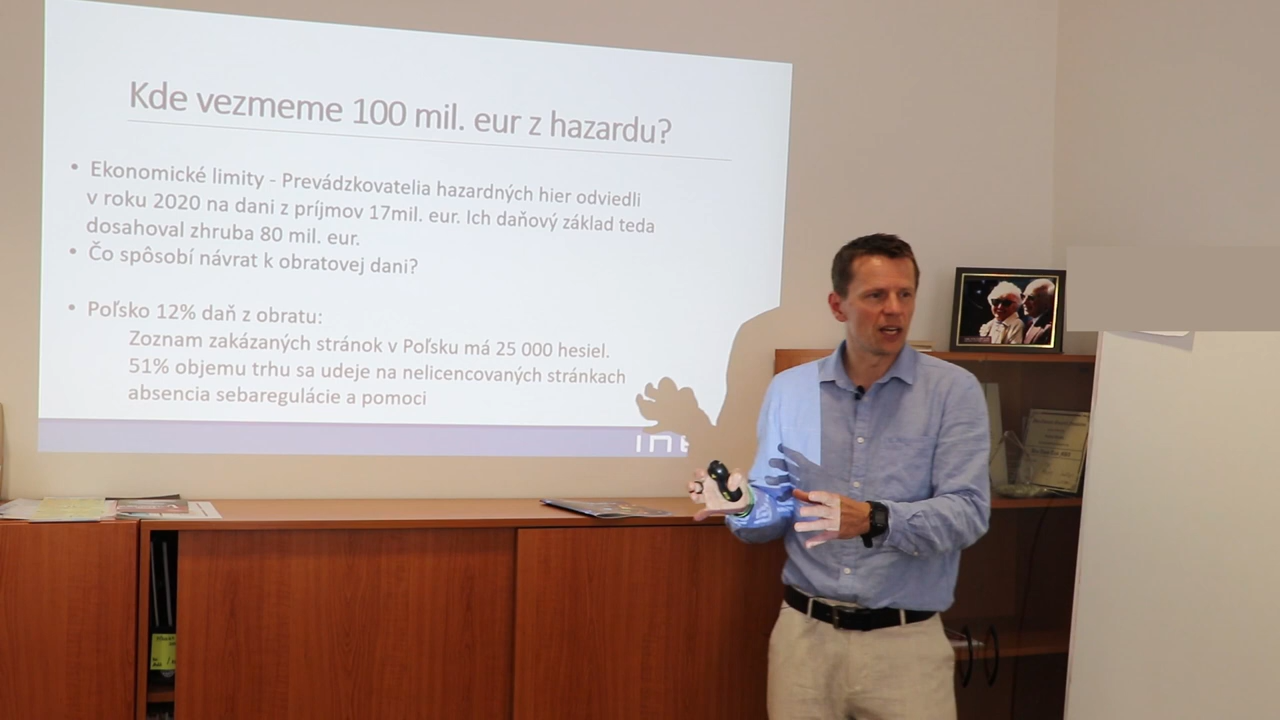 Kde vezmeme 100 mil. eur z hazardu?
• Ekonomické limity - Prevádzkovatelia hazardných hier odviedli
v roku 2020 na dani z príjmov 17mil. eur. Ich daňový základ teda
dosahoval zhruba 80 mil. eur.
• Čo spôsobí návrat k obratovej dani?
• Poľsko 12% daň z obratu:
Zoznam zakázaných stránok v Poľsku má 25 000 hesiel.
51% objemu trhu sa udeje na nelicencovaných stránkach
absencia sebaregulácie a pomoci